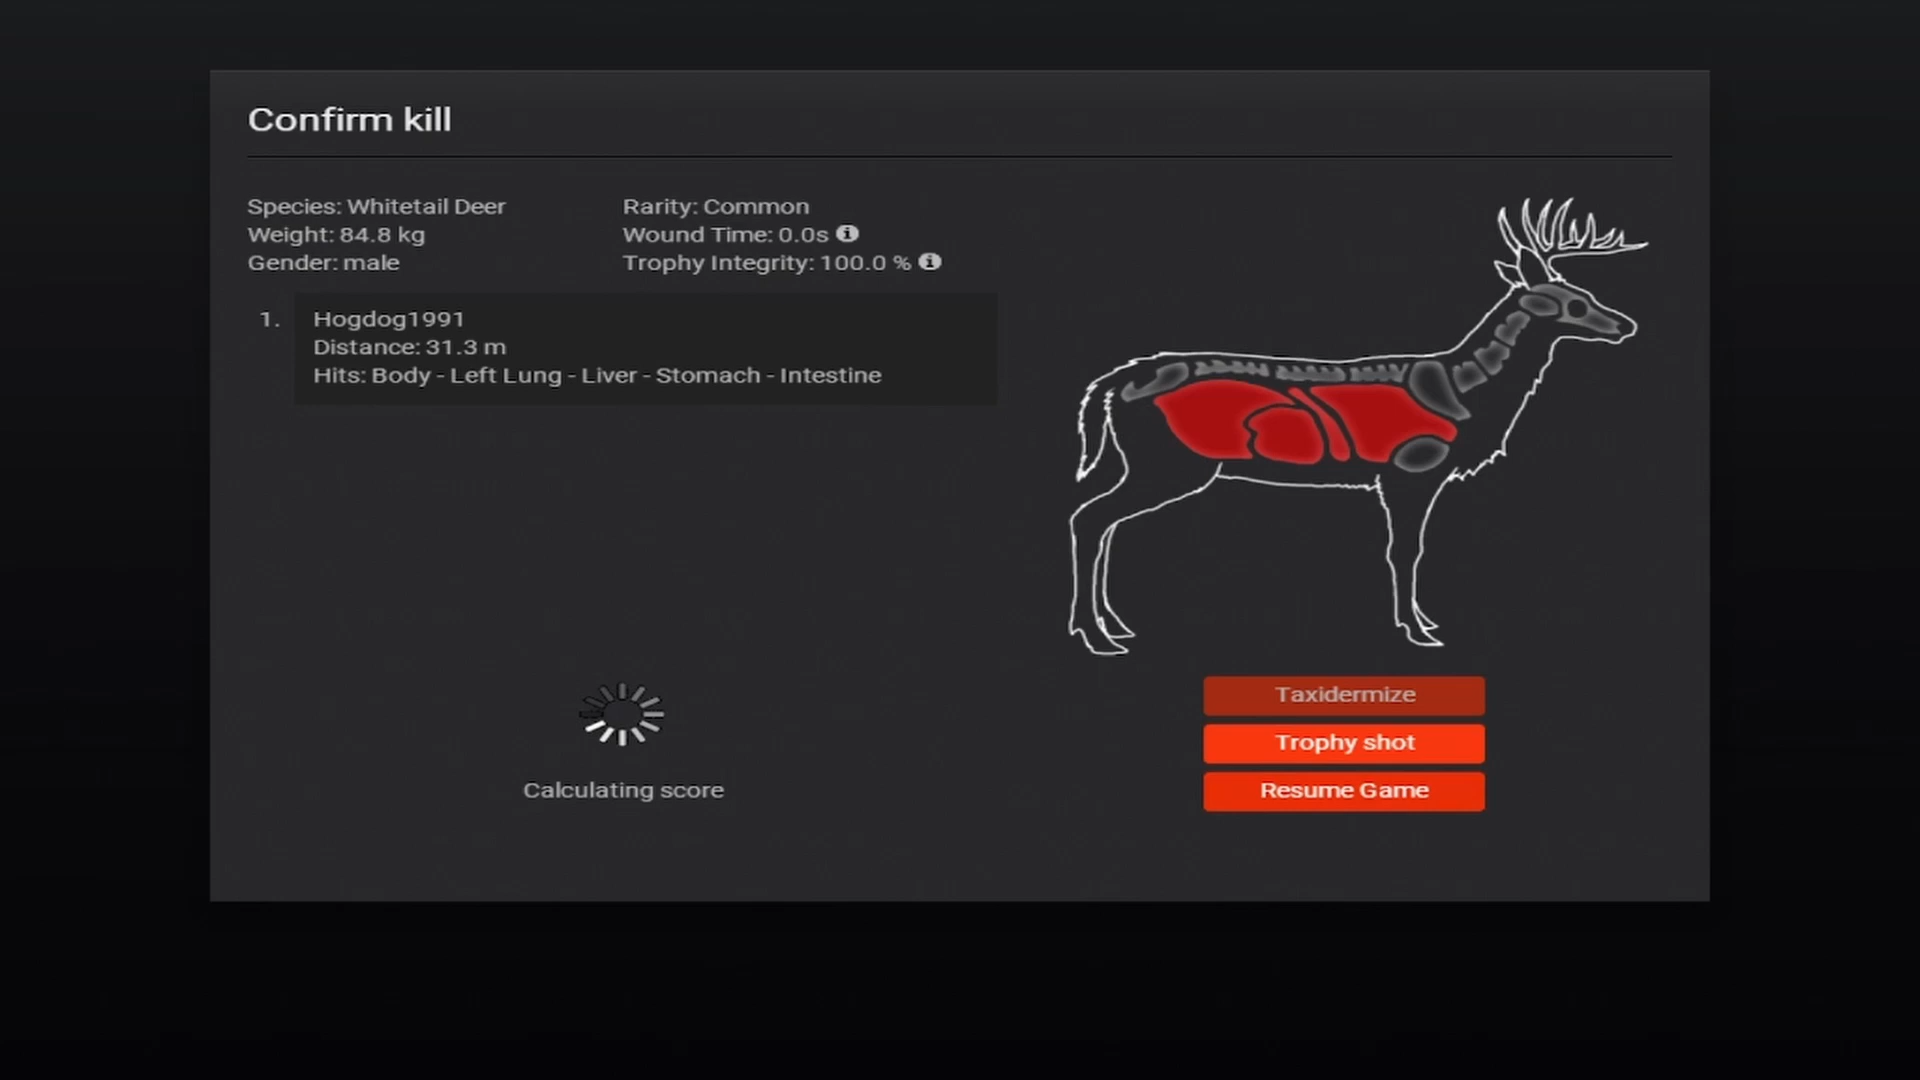 Confirm kill
Species: Whitetail Deer
Weight: 84.8 kg
Gender: male
Rarity: Common
Wound Time: 0.0s
Trophy Integrity: 100.0 %
1.
Hogdog1991
Distance: 31.3 m
Hits: Body - Left Lung - Liver - Stomach - Intestine
Calculating score
Taxidermize
Trophy shot
Resume Game